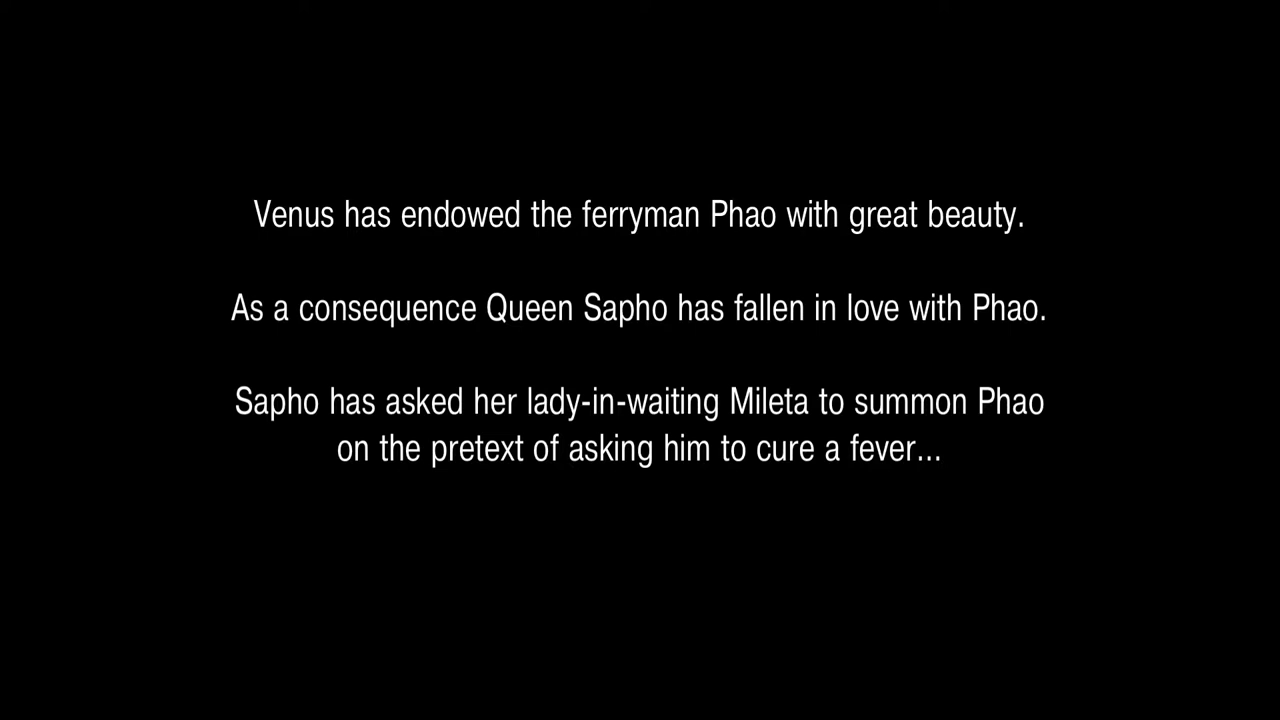 Venus has endowed the ferryman Phao with great beauty.
As a consequence Queen Sapho has fallen in love with Phao.
Sapho has asked her lady-in-waiting Mileta to summon Phao
on the pretext of asking him to cure a fever...